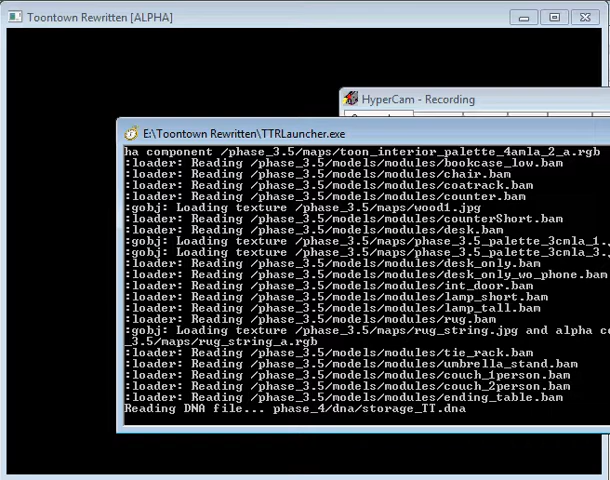 Toontown Rewritten [ALPHA]
HyperCam - Recording
E:\Toontown Rewritten\TTRLauncher.exe
ha component /phase_3.5/maps/toon_interior_palette_4amla_2_a.rgb
:loader: Reading /phase_3.5/models/modules/bookcase_low.bam
:loader: Reading /phase_3.5/models/modules/chair.bam
:loader: Reading /phase_3.5/models/modules/coatrack.bam
:loader: Reading /phase_3.5/models/modules/counter.bam
:gobj: Loading texture /phase_3.5/maps/wood1.jpg
:loader: Reading /phase_3.5/models/modules/counterShort.bam
:loader: Reading /phase_3.5/models/modules/desk.bam
:gobj: Loading texture /phase_3.5/maps/phase_3.5_palette_3cmla_1.
:gobj: Loading texture /phase_3.5/maps/phase_3.5_palette_3cmla_3.
:loader: Reading /phase_3.5/models/modules/desk_only.bam
:loader: Reading /phase_3.5/models/modules/desk_only_wo_phone.bam
:loader: Reading /phase_3.5/models/modules/int_door.bam
:loader: Reading /phase_3.5/models/modules/lamp_short.bam
:loader: Reading /phase_3.5/models/modules/lamp_tall.bam
:loader: Reading /phase_3.5/models/modules/rug.bam
:gobj: Loading texture /phase_3.5/maps/rug_string.jpg and alpha co
_3.5/maps/rug_string_a.rgb
:loader: Reading /phase_3.5/models/modules/tie_rack.bam
:loader: Reading /phase_3.5/models/modules/umbrella_stand.bam
:loader: Reading /phase_3.5/models/modules/couch_1person.bam
:loader: Reading /phase_3.5/models/modules/couch_2person.bam
:loader: Reading /phase_3.5/models/modules/ending_table.bam
Reading DNA file... phase_4/dna/storage_TT.dna